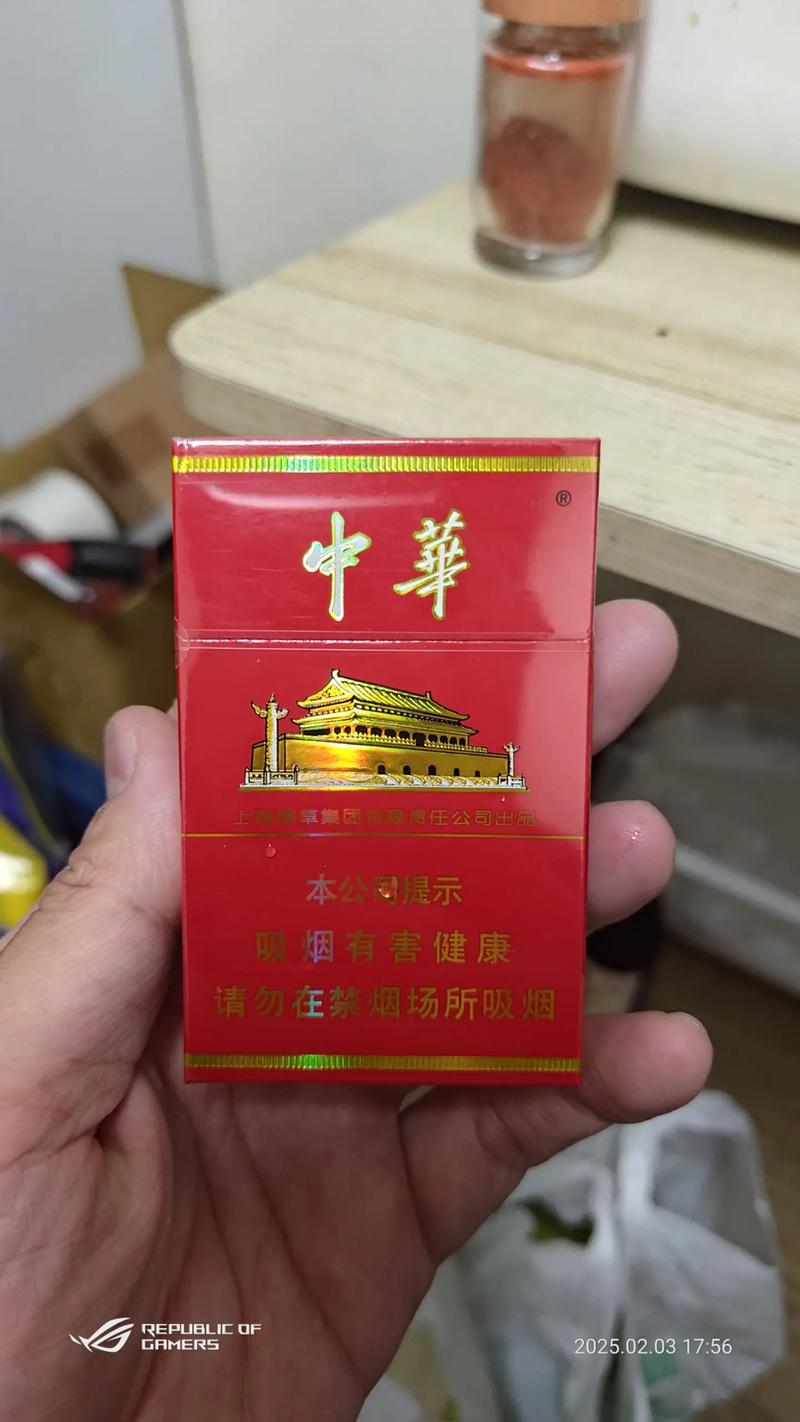 中華
®
上海烟草集团有限责任公司出品
本公司提示
吸烟有害健康
请勿在禁烟场所吸烟
REPUBLIC OF
GAMERS
2025.02.03 17:56